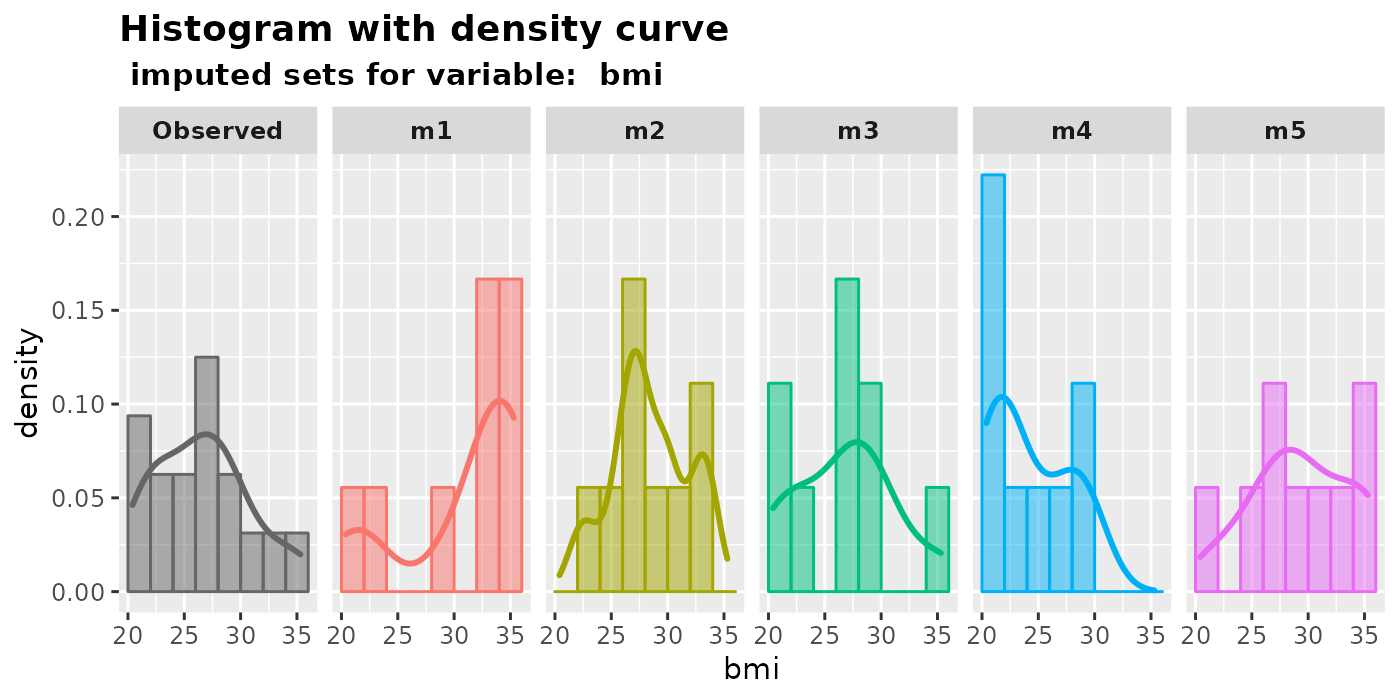 Histogram with density curve
imputed sets for variable:  bmi
Observed m1 m2 m3 m4 m5
0.20
0.15
0.10
0.05
0.00
density
20 25 30 35 20 25 30 35 20 25 30 35 20 25 30 35 20 25 30 35 20 25 30 35
bmi